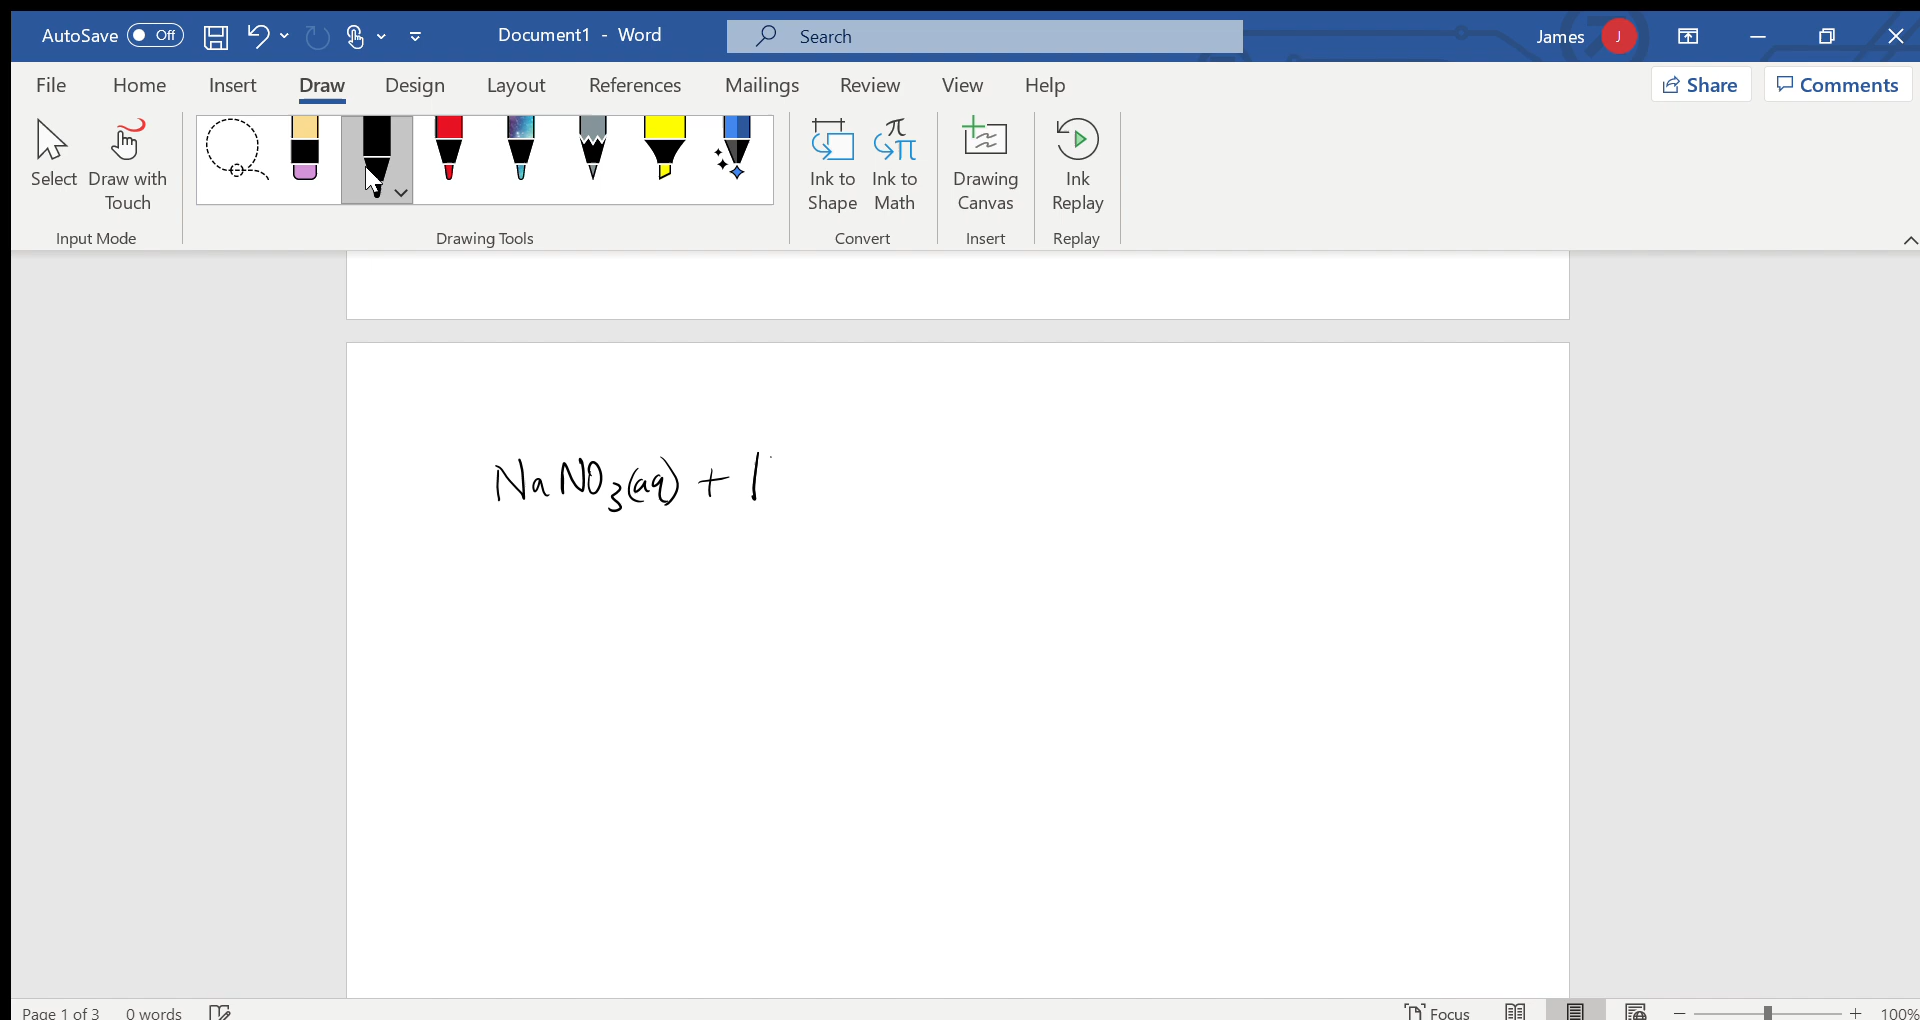 AutoSave Off Document1 - Word Search James J
File Home Insert Draw Design Layout References Mailings Review View Help Share Comments
Select Draw with Touch Ink to Shape Ink to Math Drawing Canvas Ink Replay
Input Mode Drawing Tools Convert Insert Replay
NaNO₃(aq) +
Page 1 of 3 0 words Focus 100%